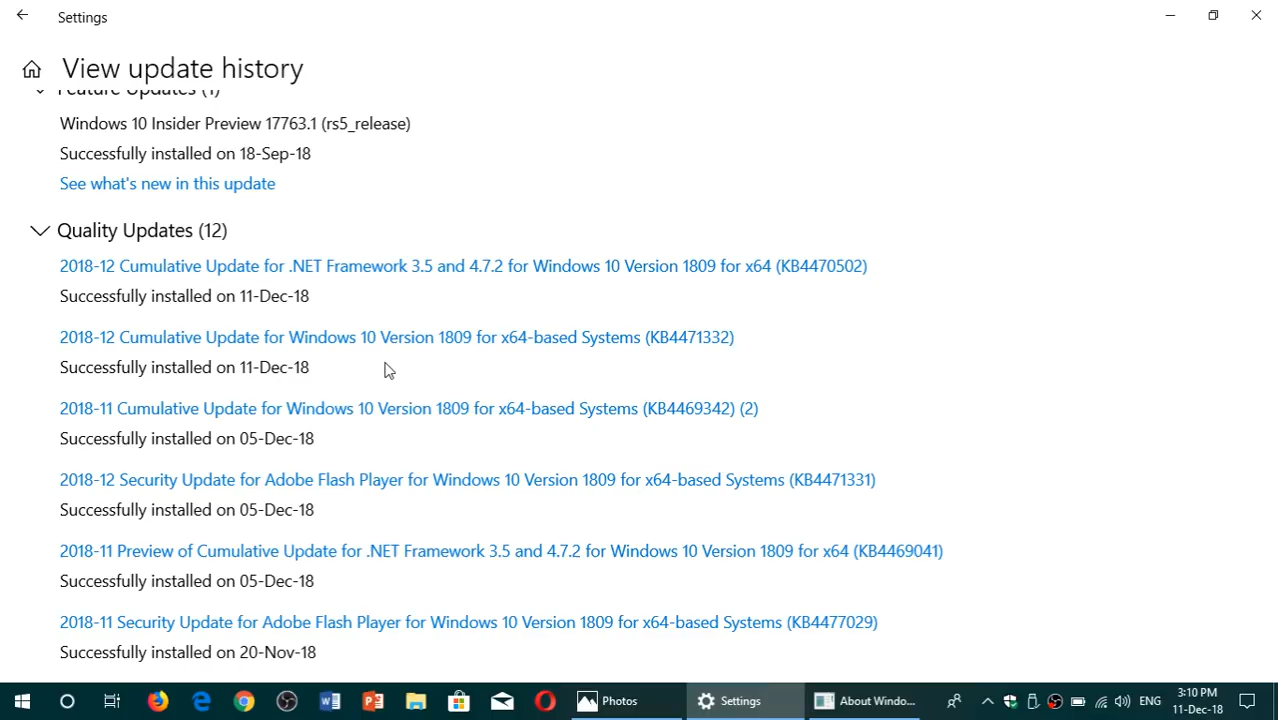 Settings
View update history
Feature Updates (1)
Windows 10 Insider Preview 17763.1 (rs5_release)
Successfully installed on 18-Sep-18
See what's new in this update
Quality Updates (12)
2018-12 Cumulative Update for .NET Framework 3.5 and 4.7.2 for Windows 10 Version 1809 for x64 (KB4470502)
Successfully installed on 11-Dec-18
2018-12 Cumulative Update for Windows 10 Version 1809 for x64-based Systems (KB4471332)
Successfully installed on 11-Dec-18
2018-11 Cumulative Update for Windows 10 Version 1809 for x64-based Systems (KB4469342) (2)
Successfully installed on 05-Dec-18
2018-12 Security Update for Adobe Flash Player for Windows 10 Version 1809 for x64-based Systems (KB4471331)
Successfully installed on 05-Dec-18
2018-11 Preview of Cumulative Update for .NET Framework 3.5 and 4.7.2 for Windows 10 Version 1809 for x64 (KB4469041)
Successfully installed on 05-Dec-18
2018-11 Security Update for Adobe Flash Player for Windows 10 Version 1809 for x64-based Systems (KB4477029)
Successfully installed on 20-Nov-18
Photos
Settings
About Windo...
ENG
3:10 PM
11-Dec-18